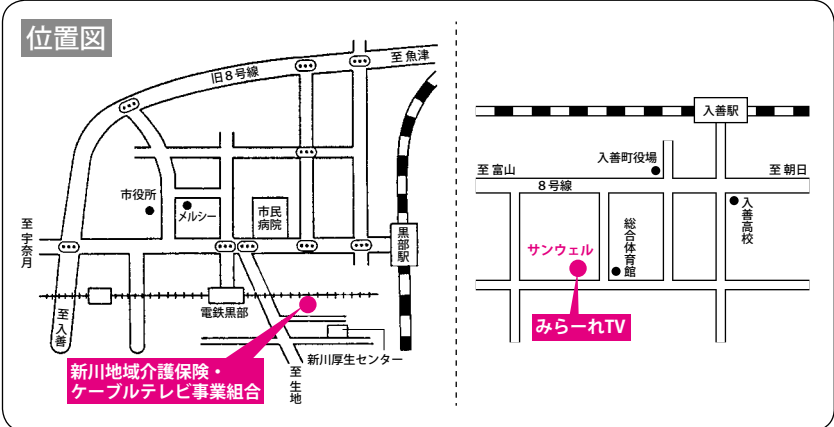 位置図
至魚津
旧8号線
市役所
メルシー
市民
病院
至宇奈月
黒部駅
電鉄黒部
至入善
新川厚生センター
新川地域介護保険・
ケーブルテレビ事業組合
至生地
入善駅
入善町役場
至富山
至朝日
8号線
入善高校
総合体育館
サンウェル
みらーれTV